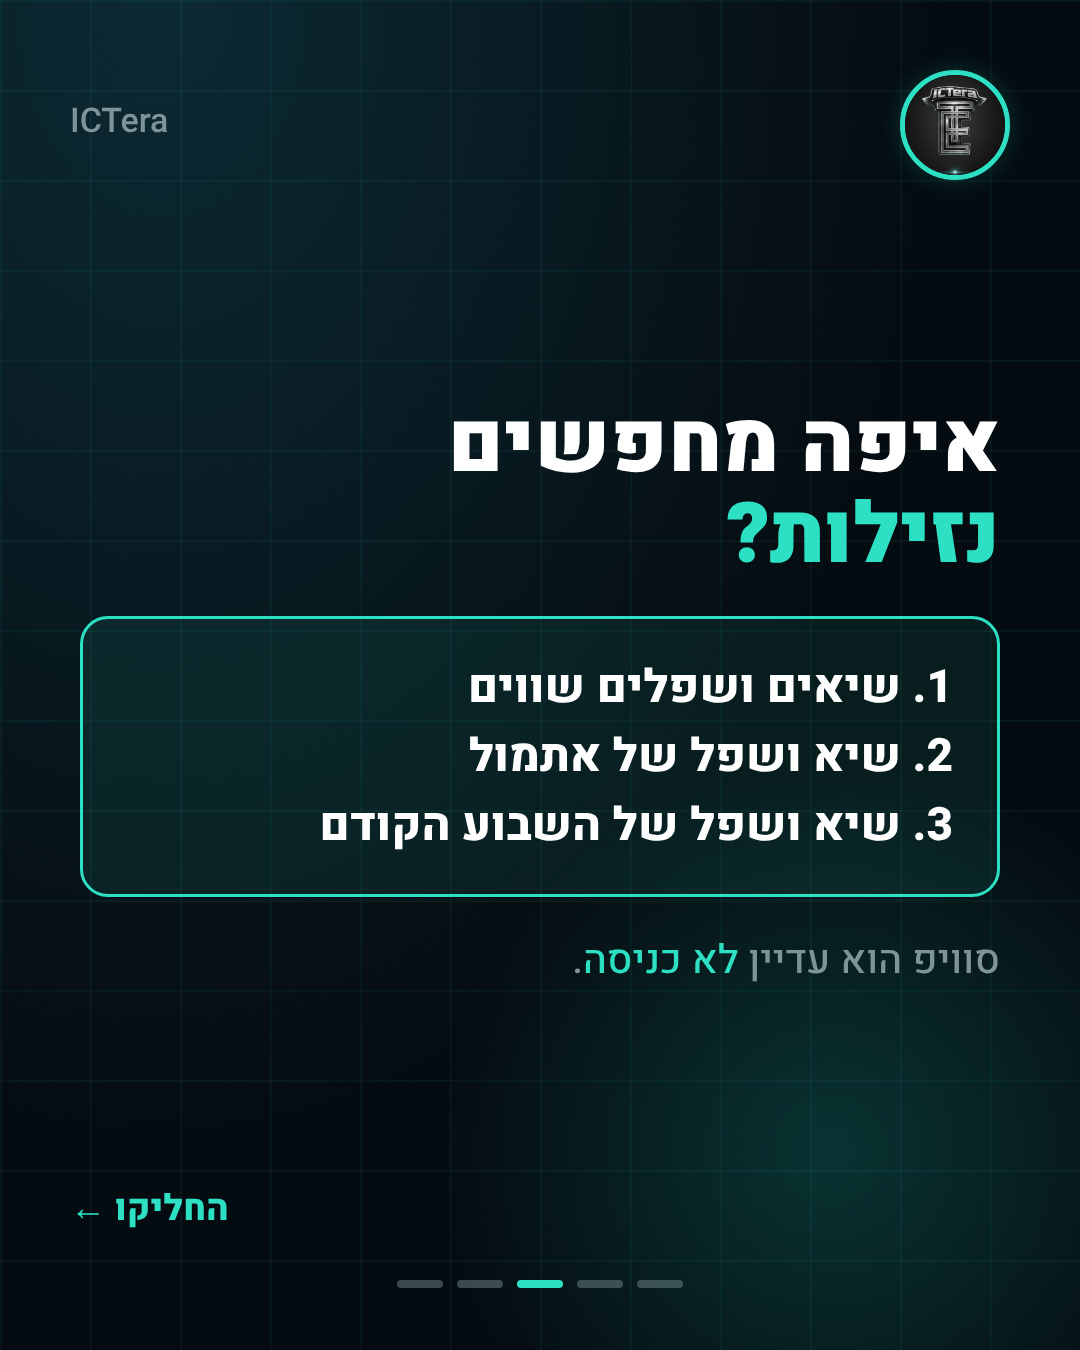 ICTera
ICTera
איפה מחפשים
נזילות?
1. שיאים ושפלים שווים
2. שיא ושפל של אתמול
3. שיא ושפל של השבוע הקודם
סוויפ הוא עדיין לא כניסה.
החליקו ←